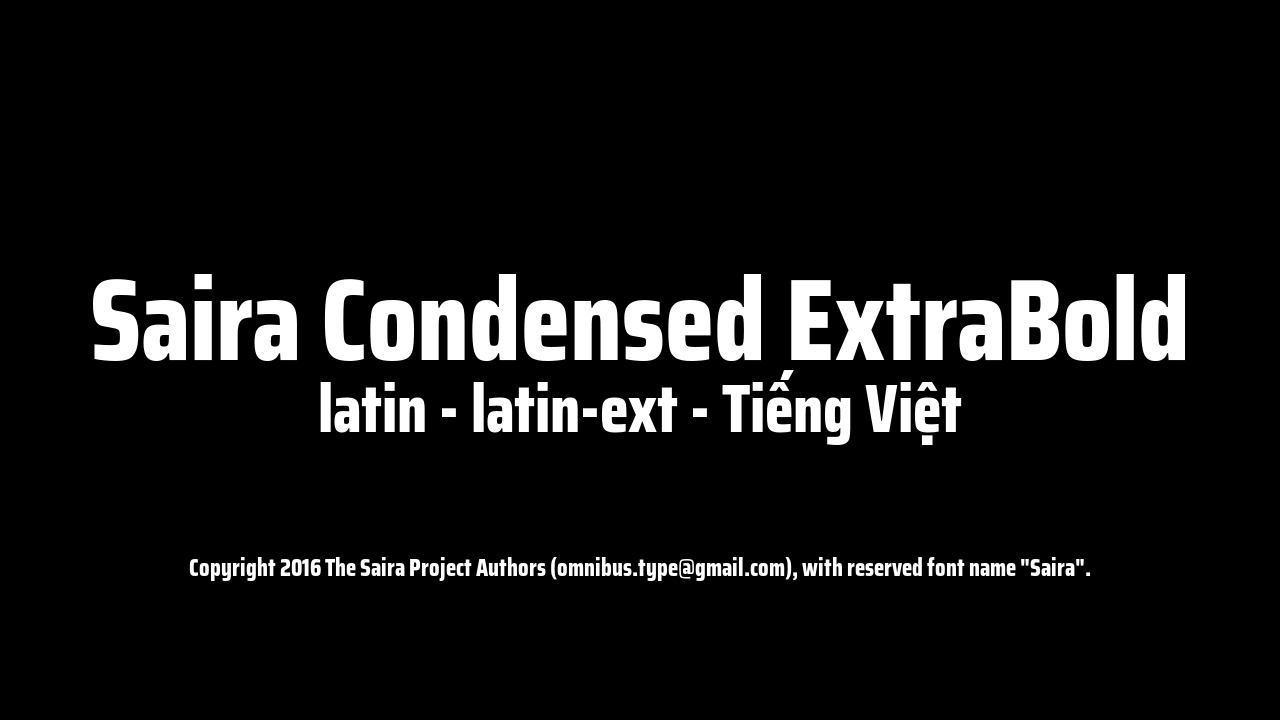 Saira Condensed ExtraBold
latin - latin-ext - Tiếng Việt
Copyright 2016 The Saira Project Authors (omnibus.type@gmail.com), with reserved font name "Saira".